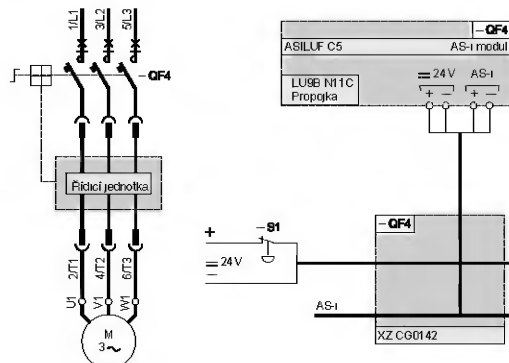 1/L1
3/L2
5/L3
–QF4
Řídicí jednotka
2/T1
4/T2
6/T3
U1
V1
W1
M
3
–QF4
ASILUF C5
AS-i modul
LU9B N11C
Propojka
24 V
AS-i
+ –
+ –
–S1
+
24 V
–
AS-i
–QF4
XZ CG0142